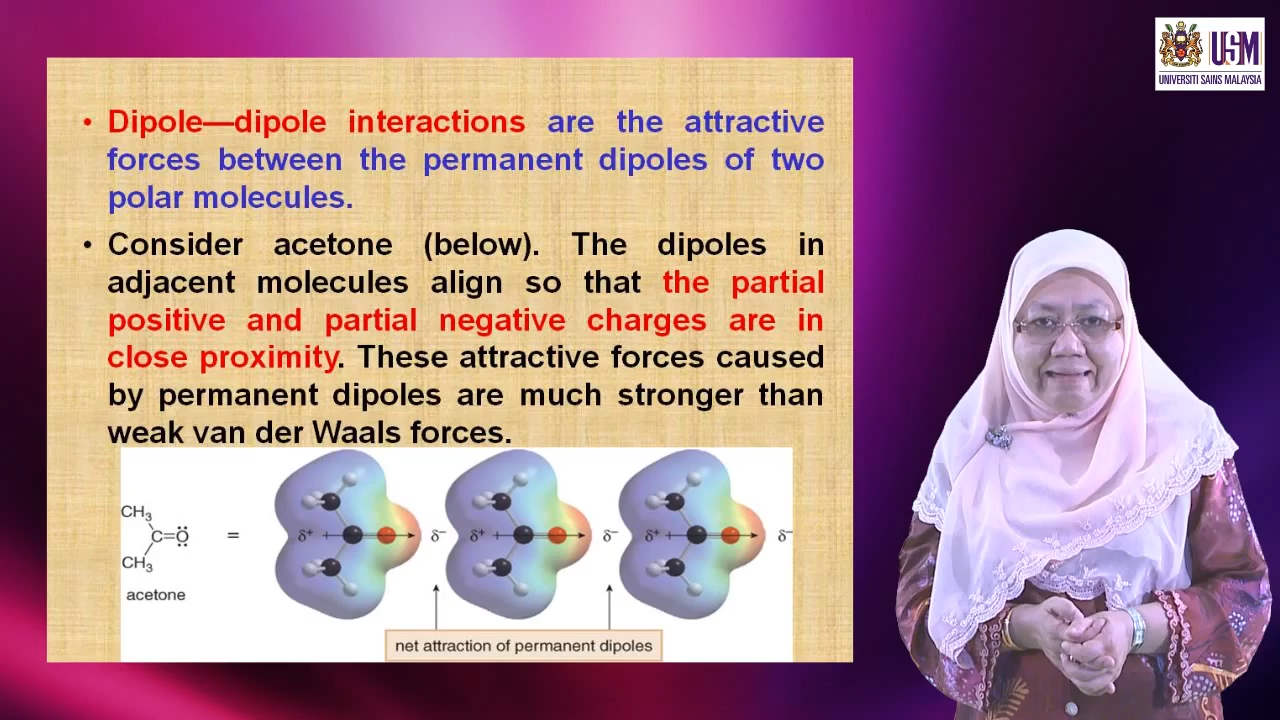 USM
UNIVERSITI SAINS MALAYSIA
• Dipole—dipole interactions are the attractive
forces between the permanent dipoles of two
polar molecules.
• Consider acetone (below). The dipoles in
adjacent molecules align so that the partial
positive and partial negative charges are in
close proximity. These attractive forces caused
by permanent dipoles are much stronger than
weak van der Waals forces.
CH₃
C=O
CH₃
acetone
=
δ⁺ δ⁻ δ⁺ δ⁻ δ⁺ δ⁻
net attraction of permanent dipoles